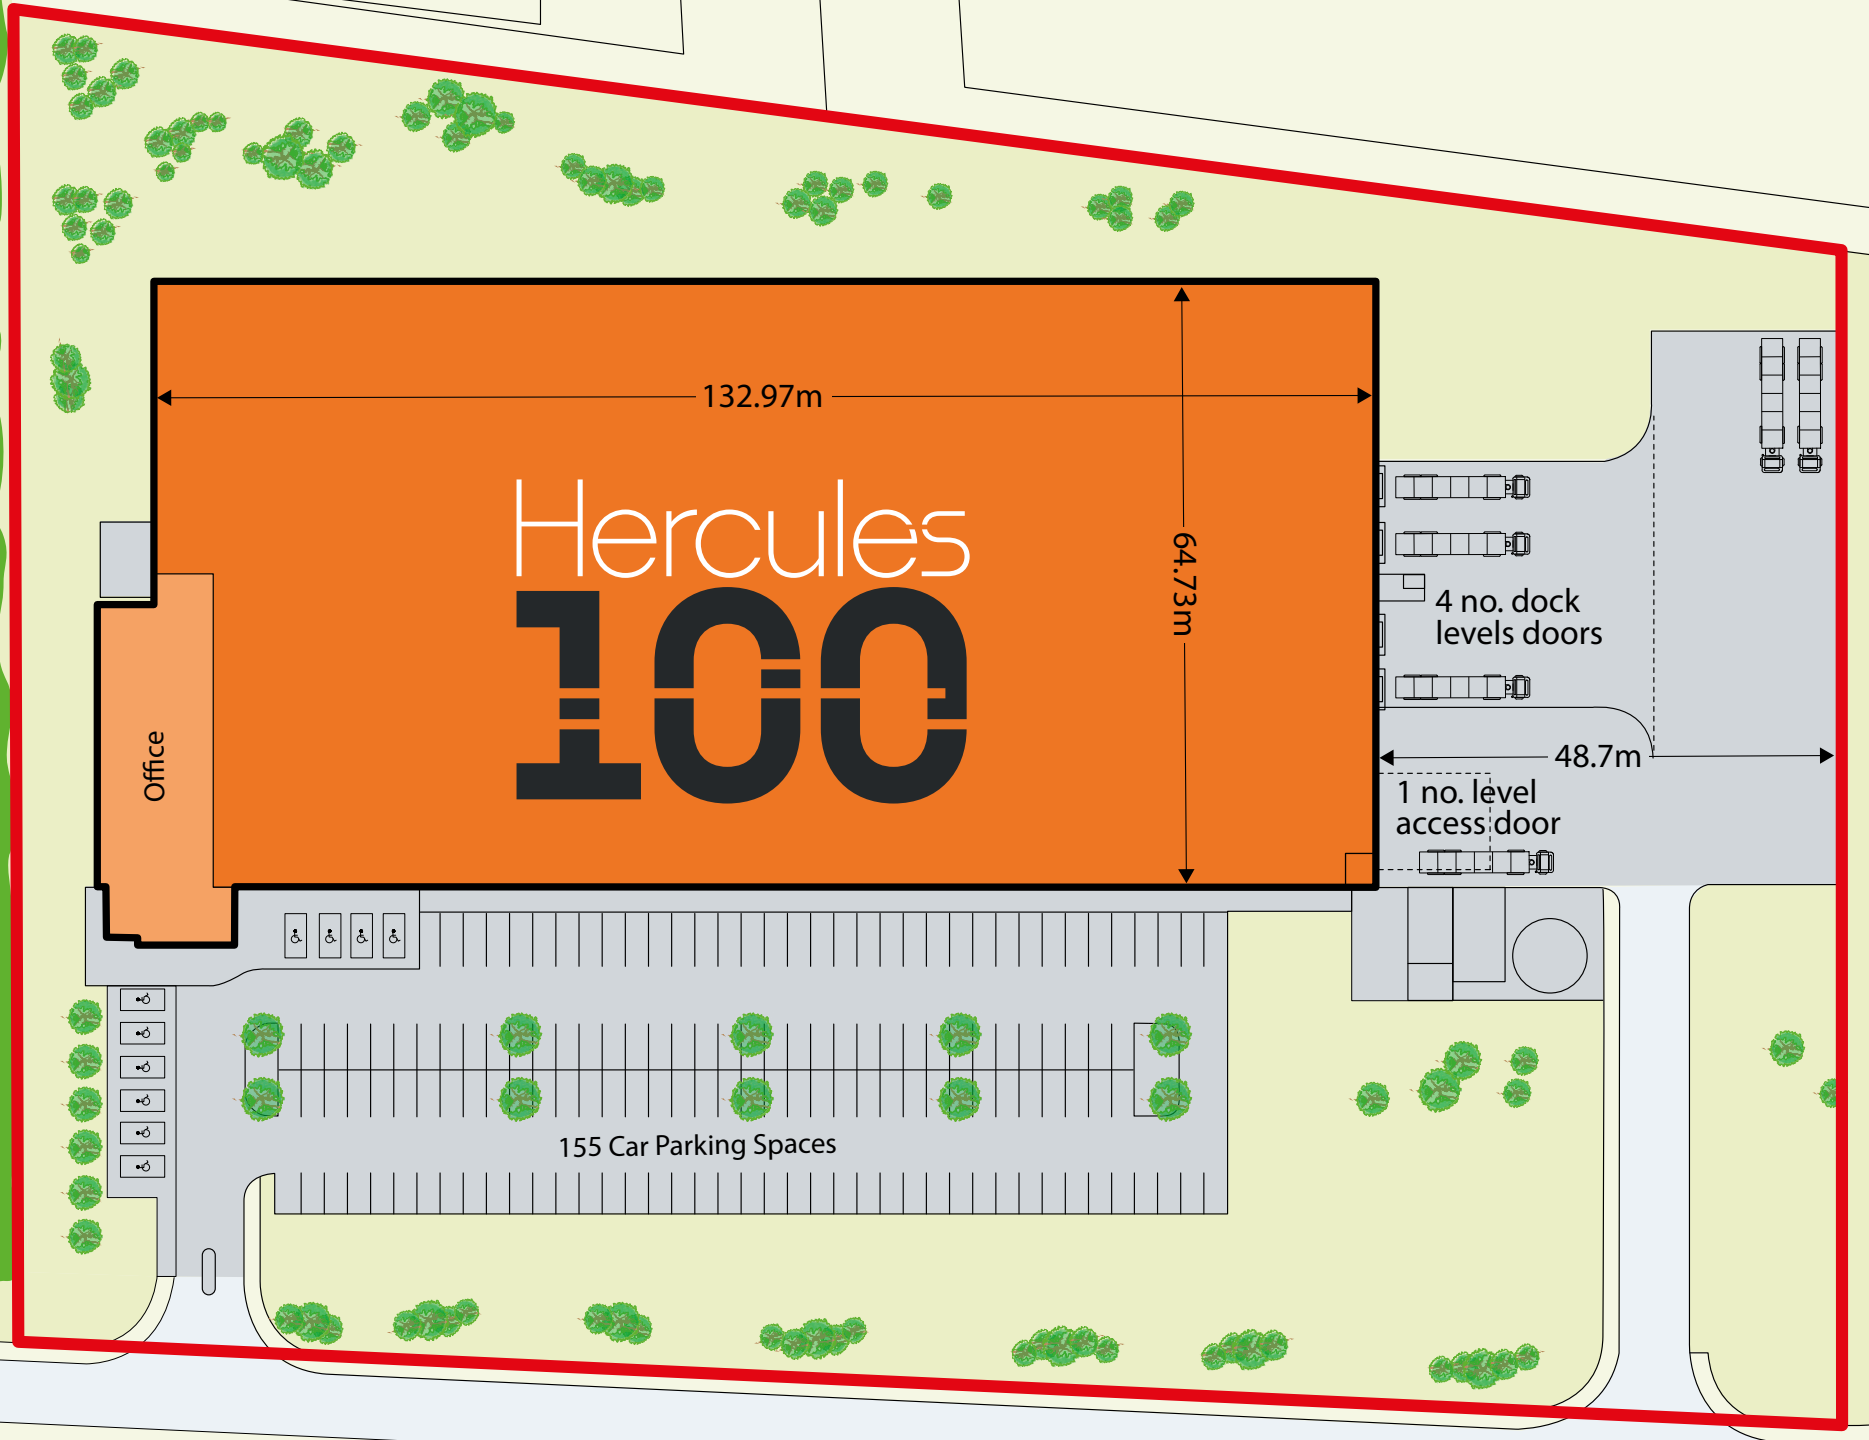 132.97m
Hercules
100
64.73m
4 no. dock
levels doors
Office
48.7m
1 no. level
access door
155 Car Parking Spaces